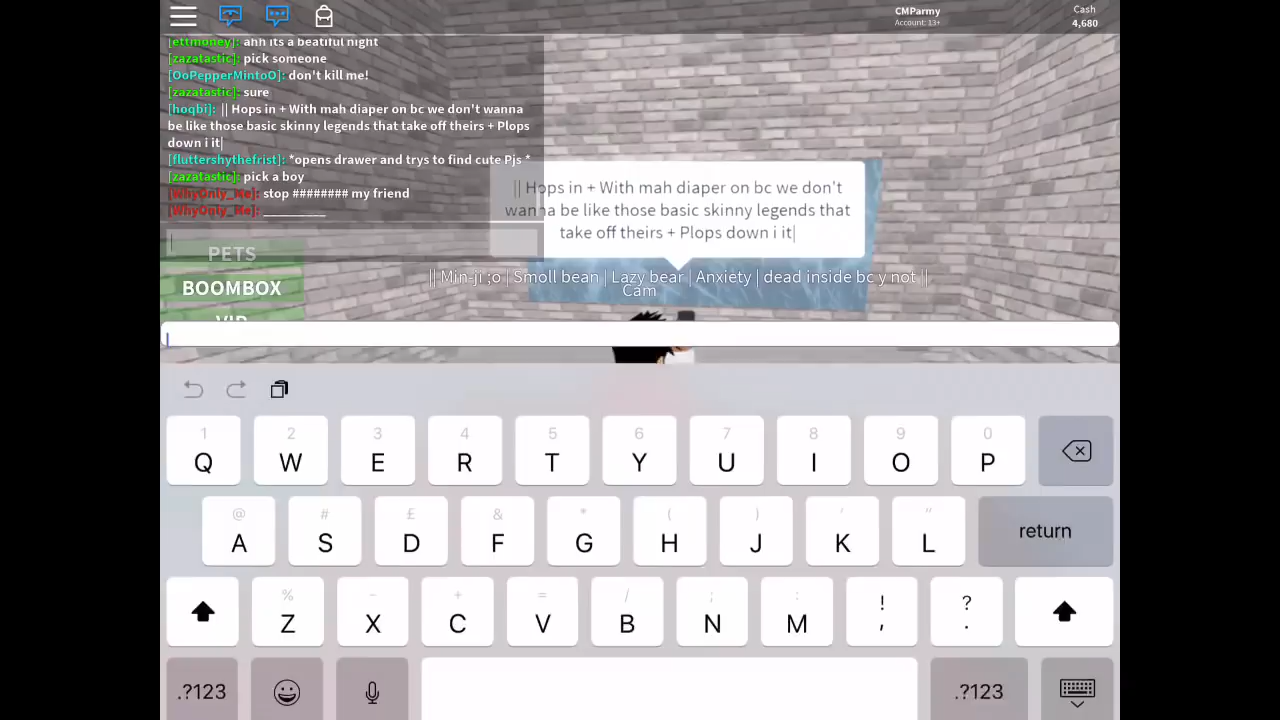 CMParmy
Account: 13+
Cash
4,680
[ettmoney]: ahh its a beatiful night
[zazatastic]: pick someone
[OoPepperMintoO]: don't kill me!
[zazatastic]: sure
[hoqbi]: || Hops in + With mah diaper on bc we don't wanna
be like those basic skinny legends that take off theirs + Plops
down i it|
[fluttershythefrist]: *opens drawer and trys to find cute Pjs *
[zazatastic]: pick a boy
[WhyOnly_Me]: stop ######## my friend
[WhyOnly_Me]: __________
|| Hops in + With mah diaper on bc we don't
wanna be like those basic skinny legends that
take off theirs + Plops down i it|
|| Min-ji ;o | Smoll bean | Lazy bear | Anxiety | dead inside bc y not ||
Cam
PETS
BOOMBOX
VIP
1 2 3 4 5 6 7 8 9 0
Q W E R T Y U I O P
@ # £ & * ( ) ' "
A S D F G H J K L return
% - + = / ; : ! ?
Z X C V B N M , .
.?123 .?123